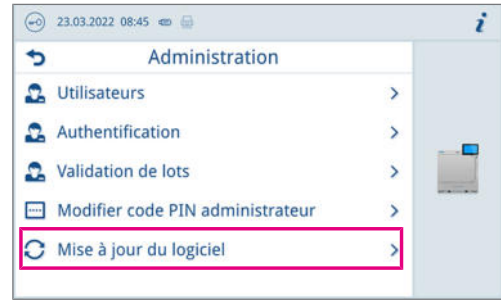 23.03.2022 08:45
Administration
Utilisateurs
Authentification
Validation de lots
Modifier code PIN administrateur
Mise à jour du logiciel